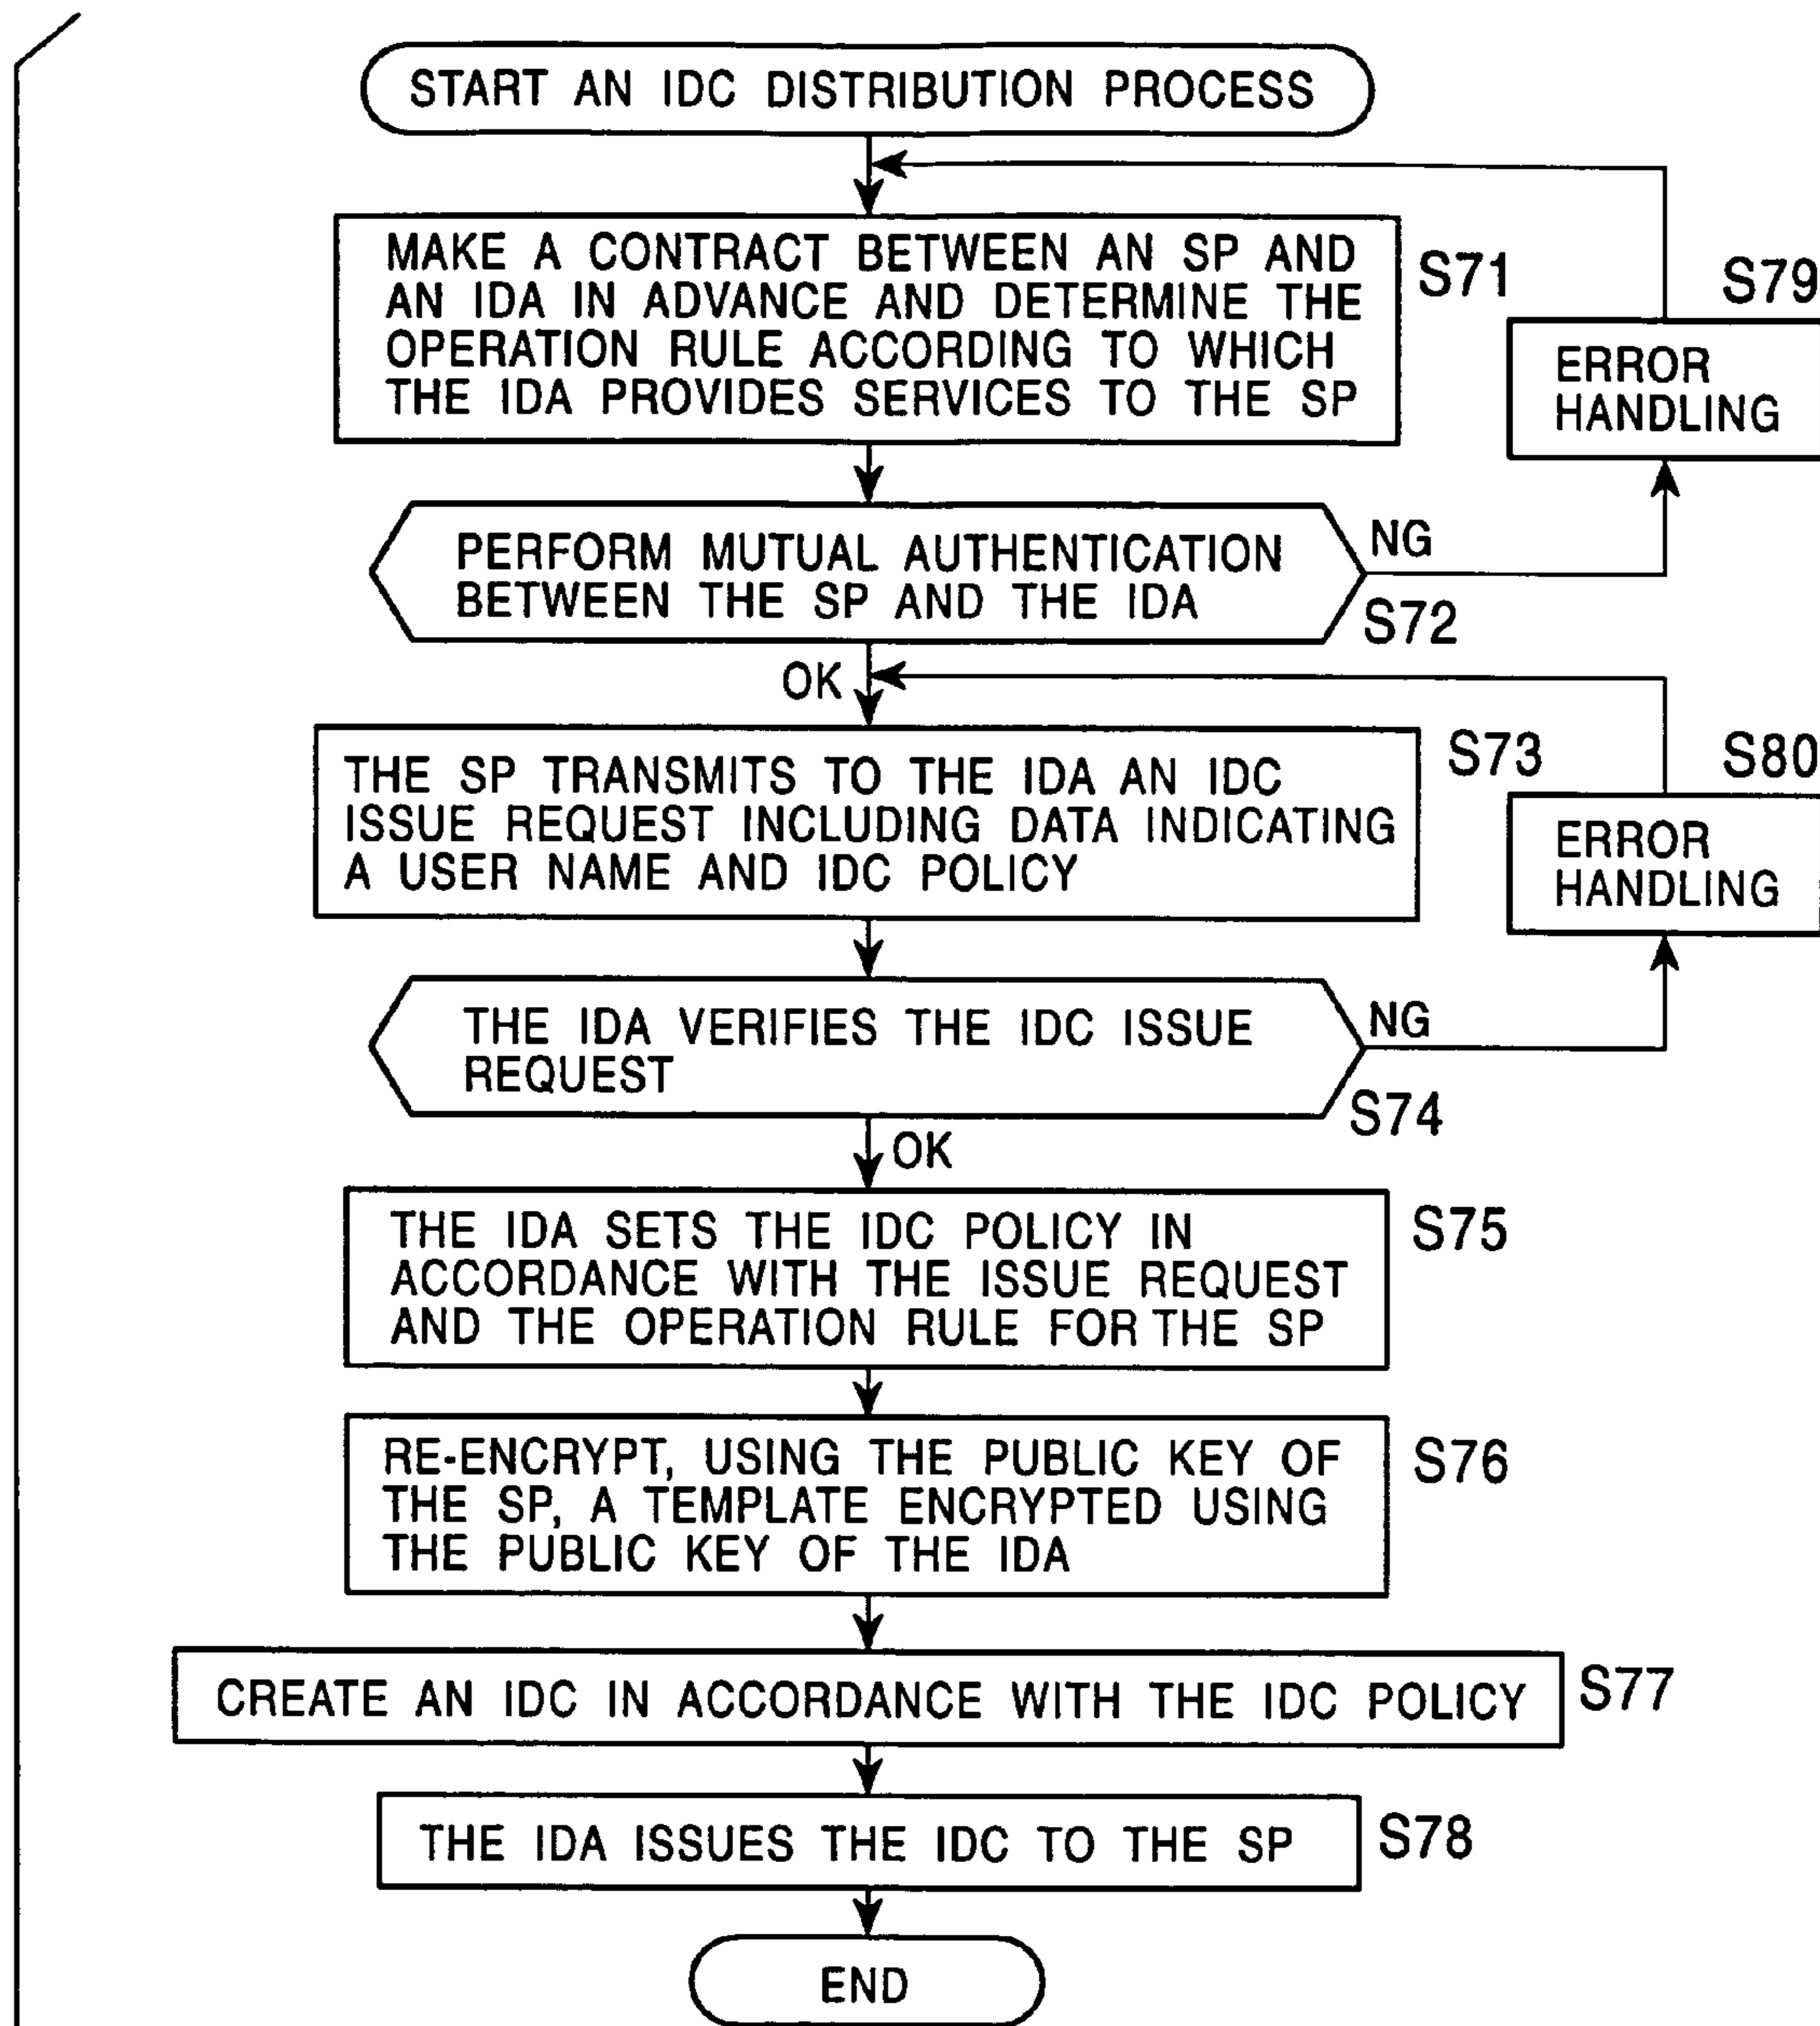 START AN IDC DISTRIBUTION PROCESS
MAKE A CONTRACT BETWEEN AN SP AND
AN IDA IN ADVANCE AND DETERMINE THE
OPERATION RULE ACCORDING TO WHICH
THE IDA PROVIDES SERVICES TO THE SP
S71
S79
ERROR
HANDLING
PERFORM MUTUAL AUTHENTICATION
BETWEEN THE SP AND THE IDA
NG
S72
OK
THE SP TRANSMITS TO THE IDA AN IDC
ISSUE REQUEST INCLUDING DATA INDICATING
A USER NAME AND IDC POLICY
S73
S80
ERROR
HANDLING
THE IDA VERIFIES THE IDC ISSUE
REQUEST
NG
S74
OK
THE IDA SETS THE IDC POLICY IN
ACCORDANCE WITH THE ISSUE REQUEST
AND THE OPERATION RULE FOR THE SP
S75
RE-ENCRYPT, USING THE PUBLIC KEY OF
THE SP, A TEMPLATE ENCRYPTED USING
THE PUBLIC KEY OF THE IDA
S76
CREATE AN IDC IN ACCORDANCE WITH THE IDC POLICY
S77
THE IDA ISSUES THE IDC TO THE SP
S78
END